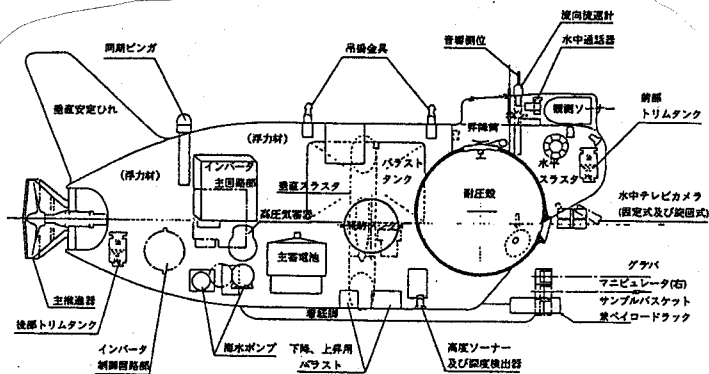 流向流速計
同期ピンガ
吊揚金具
音響測位
水中通話器
垂直安定ひれ
観測ソー
前部
トリムタンク
昇降筒
(浮力材)
(浮力材)
インバータ
主回路部
バラスト
タンク
水平
スラスタ
垂直スラスタ
耐圧殻
高圧気蓄器
水中テレビカメラ
(固定式及び旋回式)
主蓄電池
グラバ
マニピュレータ(右)
主推進器
サンプルバスケット
後部トリムタンク
着底脚
兼ペイロードラック
インバータ
制御回路部
海水ポンプ
下降、上昇用
バラスト
高度ソーナー
及び深度検出器